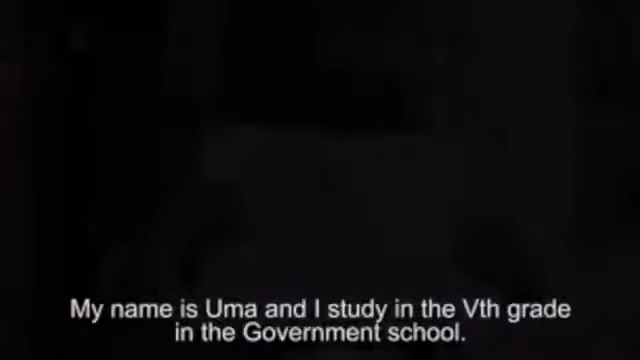 My name is Uma and I study in the Vth grade
in the Government school.